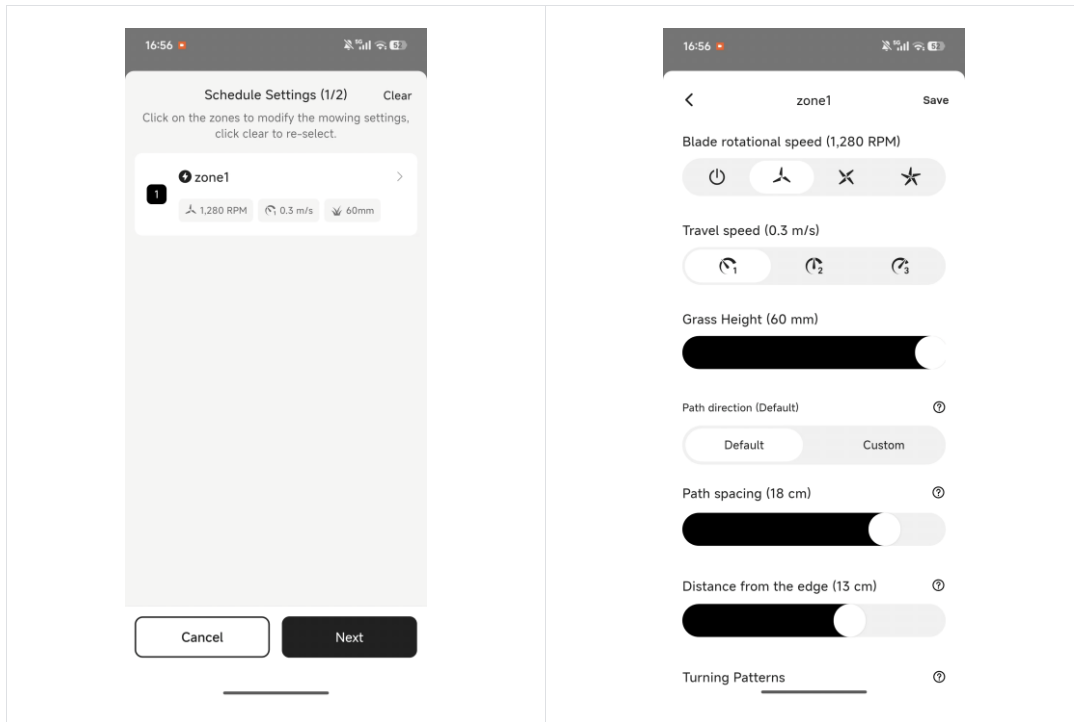 16:56
5G
Schedule Settings (1/2)
Clear
Click on the zones to modify the mowing settings,
click clear to re-select.
1
zone1
1,280 RPM
0.3 m/s
60mm
Cancel
Next
16:56
5G
zone1
Save
Blade rotational speed (1,280 RPM)
Travel speed (0.3 m/s)
1
2
3
Grass Height (60 mm)
Path direction (Default)
Default
Custom
Path spacing (18 cm)
Distance from the edge (13 cm)
Turning Patterns